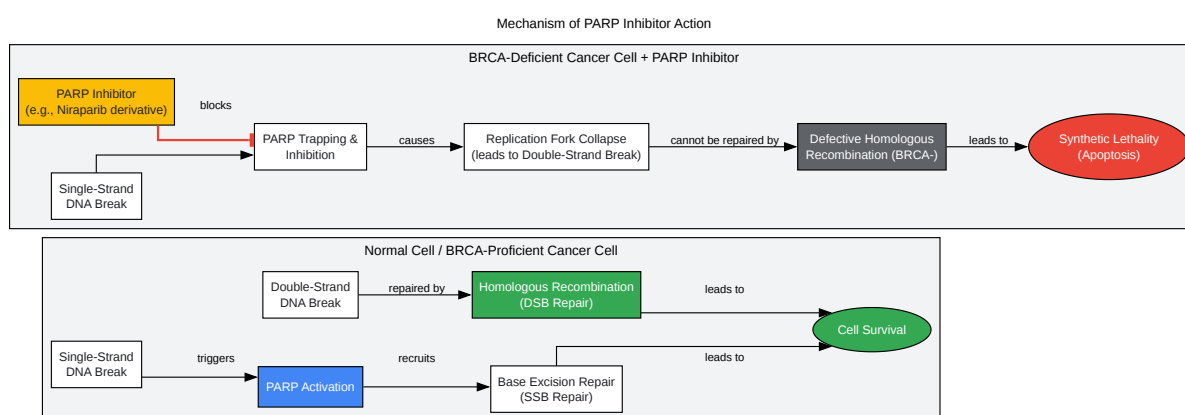 Mechanism of PARP Inhibitor Action
BRCA-Deficient Cancer Cell + PARP Inhibitor
PARP Inhibitor
(e.g., Niraparib derivative)
blocks
PARP Trapping &
Inhibition
causes
Replication Fork Collapse
(leads to Double-Strand Break)
cannot be repaired by
Defective Homologous
Recombination (BRCA-)
leads to
Synthetic Lethality
(Apoptosis)
Single-Strand
DNA Break
Normal Cell / BRCA-Proficient Cancer Cell
Double-Strand
DNA Break
repaired by
Homologous Recombination
(DSB Repair)
leads to
Cell Survival
Single-Strand
DNA Break
triggers
PARP Activation
recruits
Base Excision Repair
(SSB Repair)
leads to